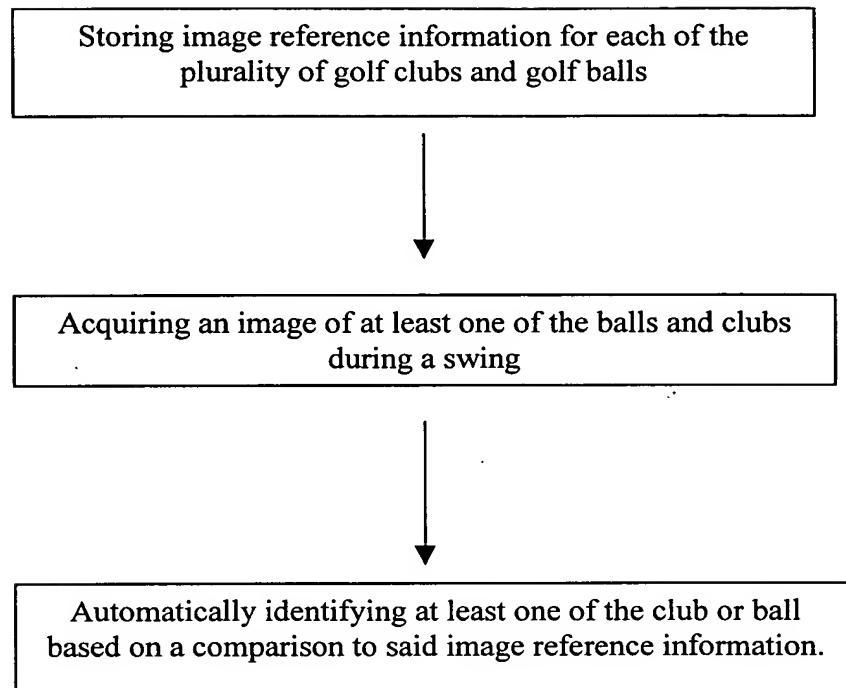 Storing image reference information for each of the
plurality of golf clubs and golf balls
Acquiring an image of at least one of the balls and clubs
during a swing
Automatically identifying at least one of the club or ball
based on a comparison to said image reference information.